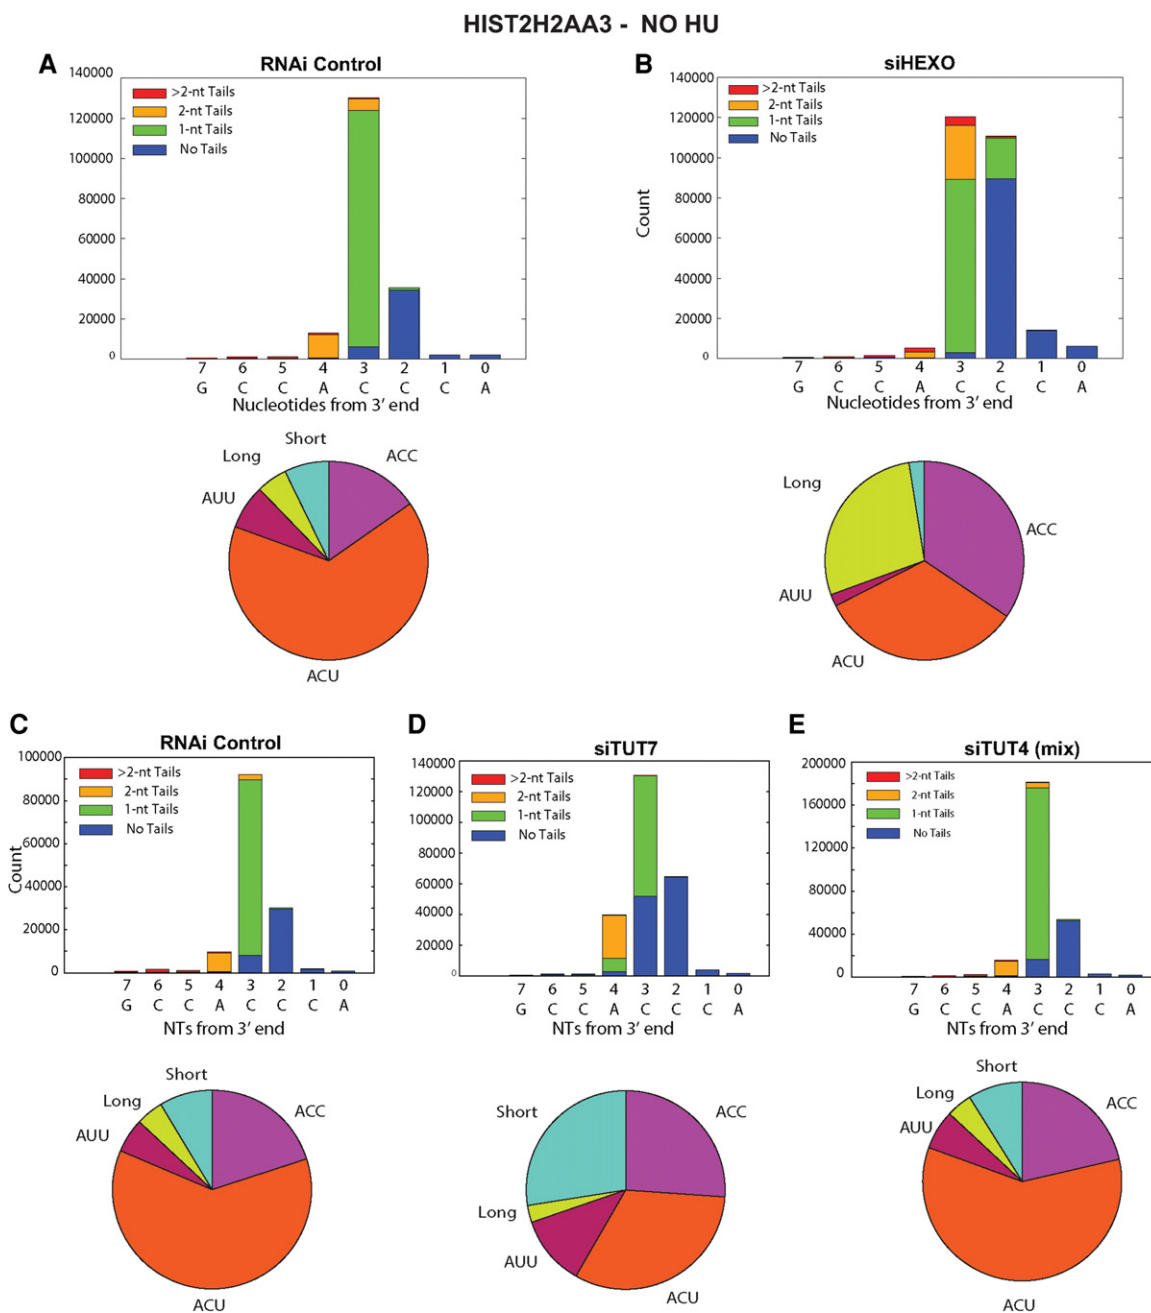 HIST2H2AA3 - NO HU
A
RNAi Control
140000
120000
100000
80000
60000
40000
20000
0
>2-nt Tails
2-nt Tails
1-nt Tails
No Tails
7 6 5 4 3 2 1 0
G C C A C C C A
Nucleotides from 3′ end
Short
Long
ACC
AUU
ACU
B
siHEXO
Count
140000
120000
100000
80000
60000
40000
20000
0
>2-nt Tails
2-nt Tails
1-nt Tails
No Tails
7 6 5 4 3 2 1 0
G C C A C C C A
Nucleotides from 3′ end
Long
ACC
AUU
ACU
C
RNAi Control
Count
100000
80000
60000
40000
20000
0
>2-nt Tails
2-nt Tails
1-nt Tails
No Tails
7 6 5 4 3 2 1 0
G C C A C C C A
NTs from 3′ end
Short
Long
ACC
AUU
ACU
D
siTUT7
140000
120000
100000
80000
60000
40000
20000
0
>2-nt Tails
2-nt Tails
1-nt Tails
No Tails
7 6 5 4 3 2 1 0
G C C A C C C A
NTs from 3′ end
Short
ACC
Long
AUU
ACU
E
siTUT4 (mix)
200000
160000
120000
80000
40000
0
>2-nt Tails
2-nt Tails
1-nt Tails
No Tails
7 6 5 4 3 2 1 0
G C C A C C C A
NTs from 3′ end
Short
Long
ACC
AUU
ACU